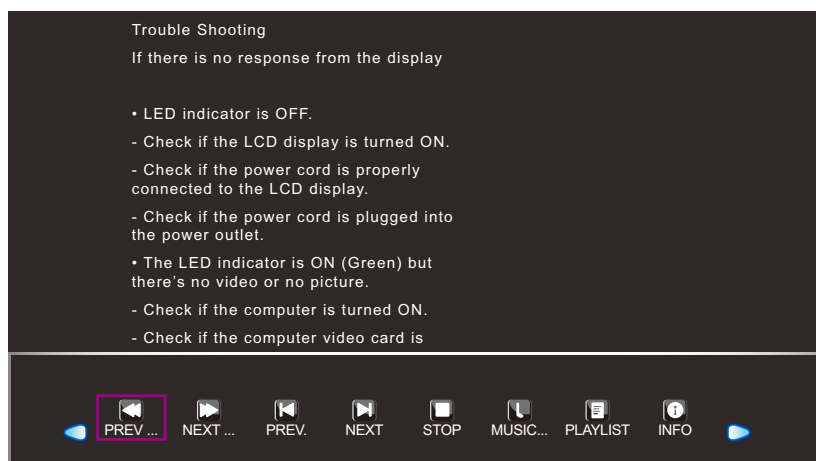 Trouble Shooting
If there is no response from the display
• LED indicator is OFF.
- Check if the LCD display is turned ON.
- Check if the power cord is properly
connected to the LCD display.
- Check if the power cord is plugged into
the power outlet.
• The LED indicator is ON (Green) but
there's no video or no picture.
- Check if the computer is turned ON.
- Check if the computer video card is
PREV ... NEXT ... PREV. NEXT STOP MUSIC... PLAYLIST INFO